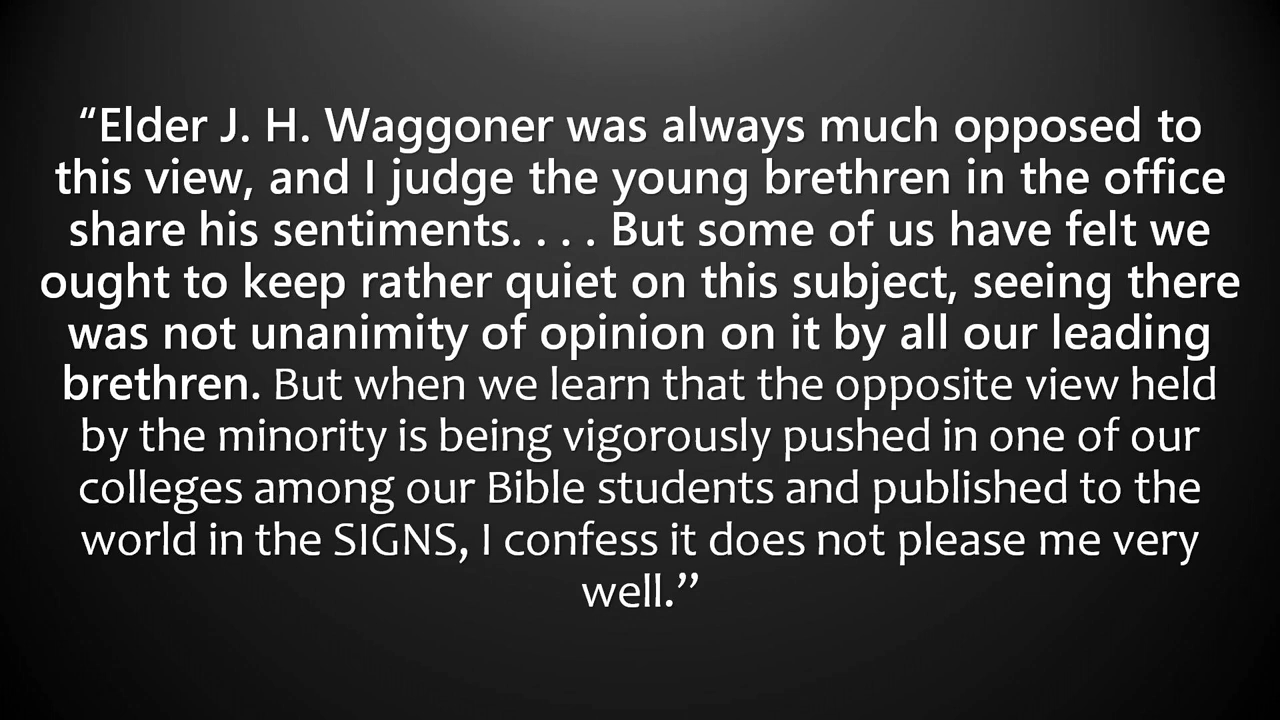 “Elder J. H. Waggoner was always much opposed to
this view, and I judge the young brethren in the office
share his sentiments. . . . But some of us have felt we
ought to keep rather quiet on this subject, seeing there
was not unanimity of opinion on it by all our leading
brethren. But when we learn that the opposite view held
by the minority is being vigorously pushed in one of our
colleges among our Bible students and published to the
world in the SIGNS, I confess it does not please me very
well.”